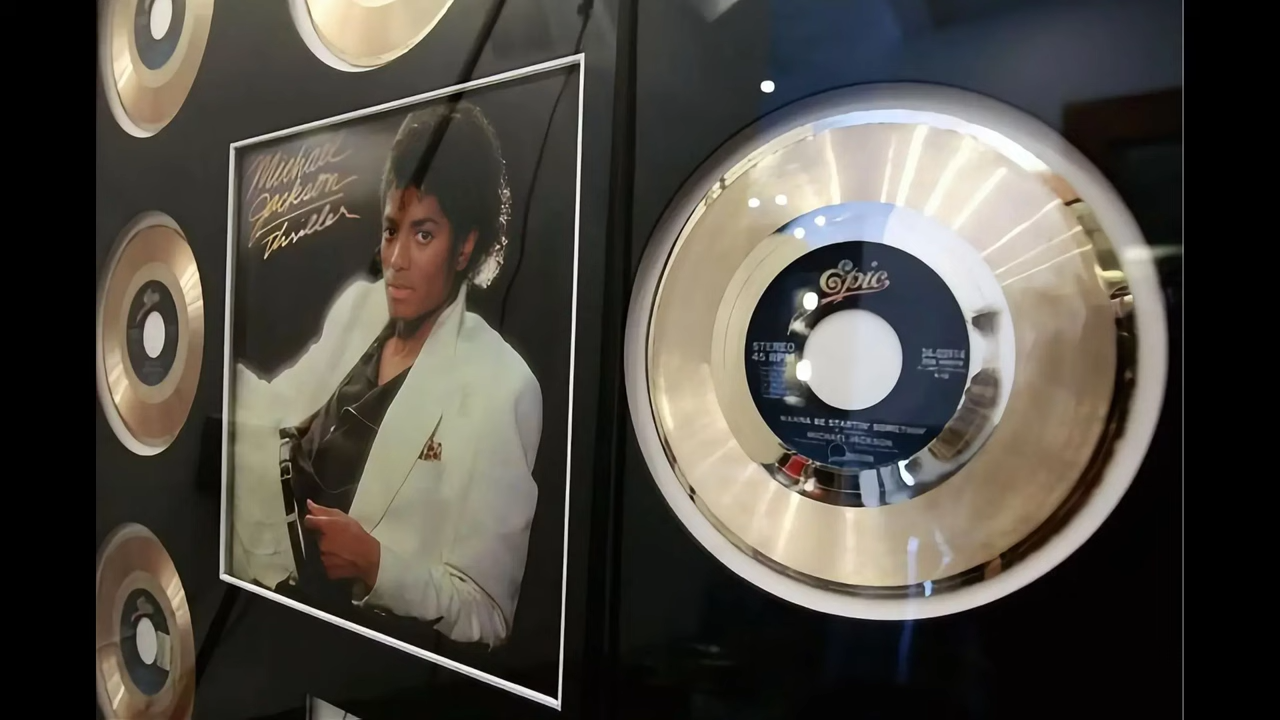 Michael
Jackson
Thriller
Epic
STEREO
45 RPM
WANNA BE STARTIN' SOMETHIN'
MICHAEL JACKSON